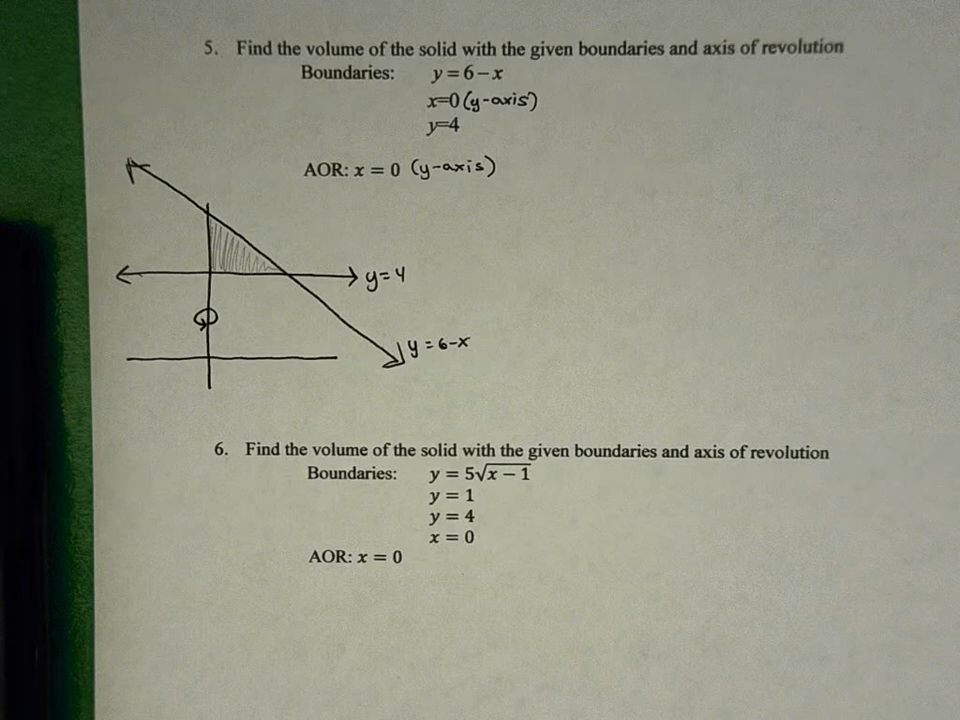 5. Find the volume of the solid with the given boundaries and axis of revolution
Boundaries: y = 6 – x
x=0 (y-axis)
y=4
AOR: x = 0 (y-axis)
y=4
y = 6-x
6. Find the volume of the solid with the given boundaries and axis of revolution
Boundaries: y = 5√x – 1
y = 1
y = 4
x = 0
AOR: x = 0